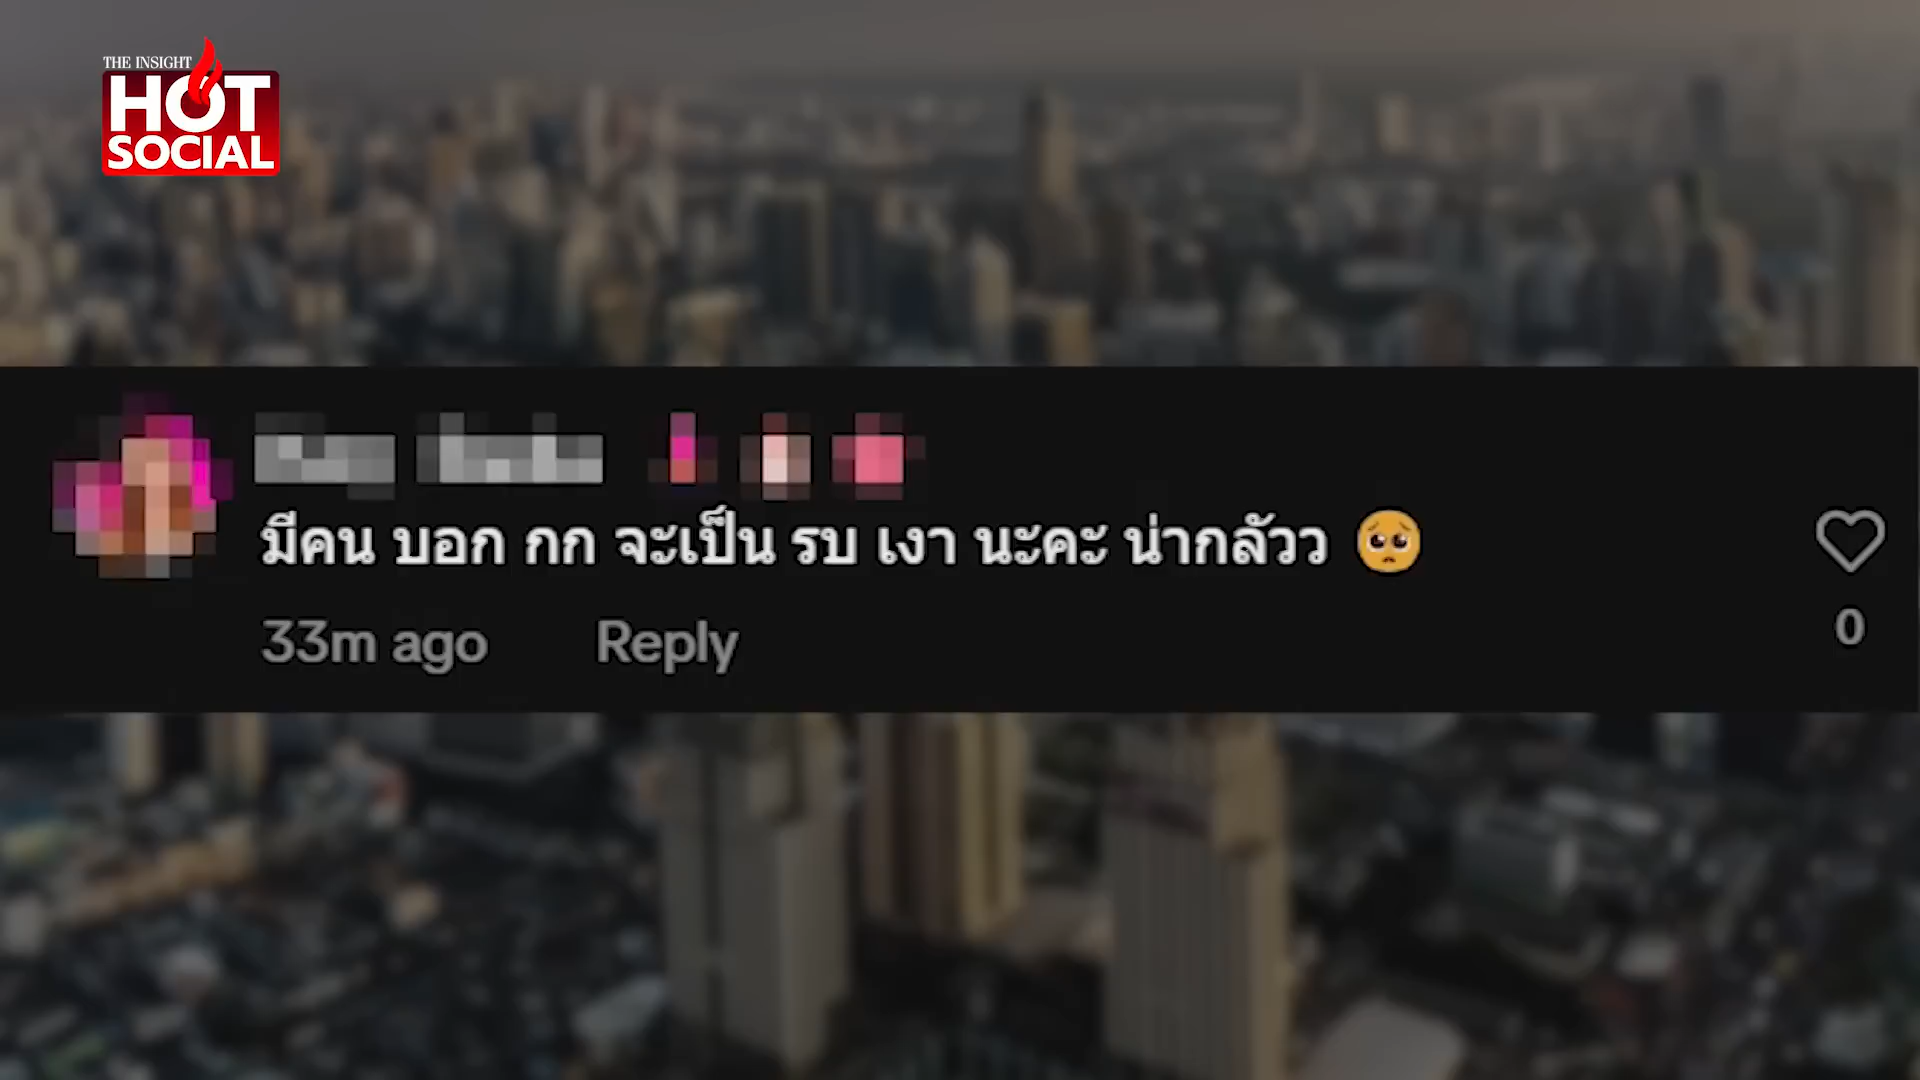 THE INSIGHT
HOT
SOCIAL
มีคน บอก กก จะเป็น รบ เงา นะคะ น่ากลัวว 🥺
33m ago Reply
0